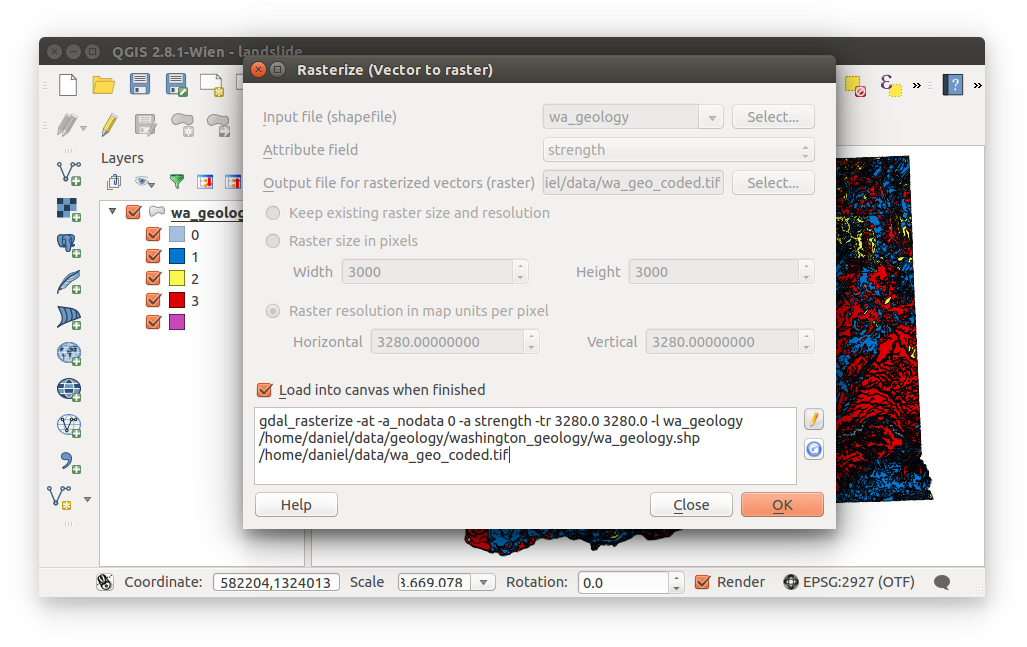 QGIS 2.8.1-Wien - landslide
Rasterize (Vector to raster)
Input file (shapefile)
wa_geology
Select...
Attribute field
strength
Output file for rasterized vectors (raster)
iel/data/wa_geo_coded.tif
Select...
Keep existing raster size and resolution
Raster size in pixels
Width
3000
Height
3000
Raster resolution in map units per pixel
Horizontal
3280.00000000
Vertical
3280.00000000
Load into canvas when finished
gdal_rasterize -at -a_nodata 0 -a strength -tr 3280.0 3280.0 -l wa_geology
/home/daniel/data/geology/washington_geology/wa_geology.shp
/home/daniel/data/wa_geo_coded.tif
Help
Close
OK
Layers
wa_geolog
0
1
2
3
Coordinate:
582204,1324013
Scale
3.669.078
Rotation:
0.0
Render
EPSG:2927 (OTF)